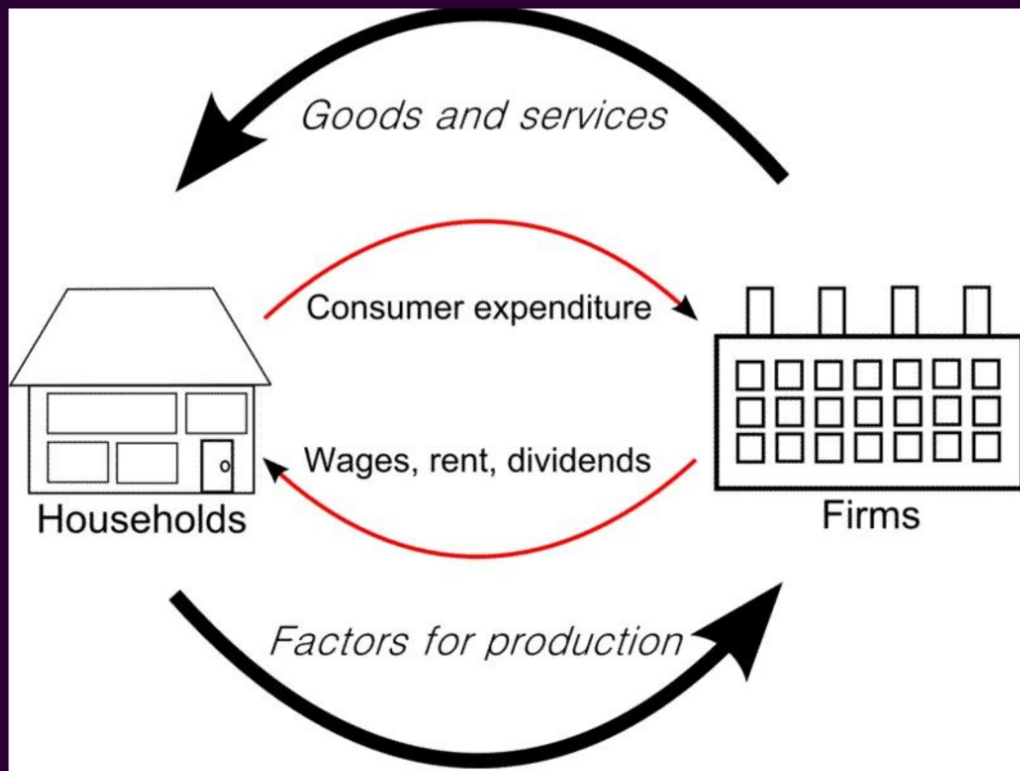 Goods and services
Consumer expenditure
Wages, rent, dividends
Households
Firms
Factors for production